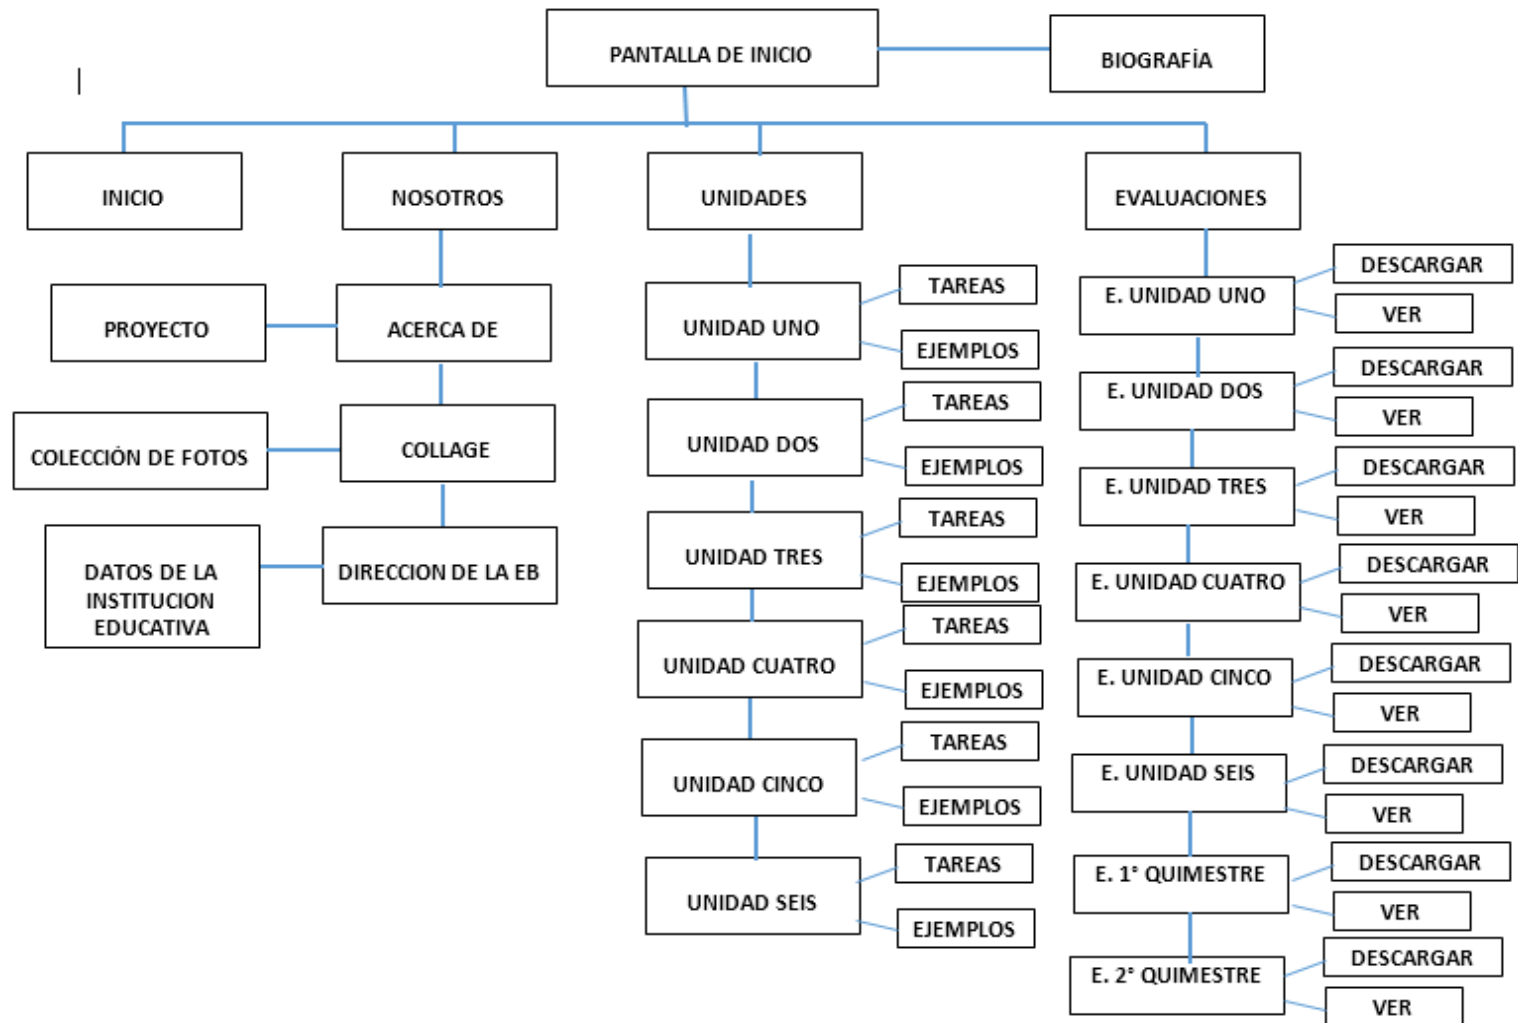 PANTALLA DE INICIO
BIOGRAFÍA
INICIO
NOSOTROS
UNIDADES
EVALUACIONES
PROYECTO
ACERCA DE
COLECCIÓN DE FOTOS
COLLAGE
DATOS DE LA
INSTITUCION
EDUCATIVA
DIRECCION DE LA EB
UNIDAD UNO
TAREAS
EJEMPLOS
UNIDAD DOS
TAREAS
EJEMPLOS
UNIDAD TRES
TAREAS
EJEMPLOS
UNIDAD CUATRO
TAREAS
EJEMPLOS
UNIDAD CINCO
TAREAS
EJEMPLOS
UNIDAD SEIS
TAREAS
EJEMPLOS
E. UNIDAD UNO
DESCARGAR
VER
E. UNIDAD DOS
DESCARGAR
VER
E. UNIDAD TRES
DESCARGAR
VER
E. UNIDAD CUATRO
DESCARGAR
VER
E. UNIDAD CINCO
DESCARGAR
VER
E. UNIDAD SEIS
DESCARGAR
VER
E. 1° QUIMESTRE
DESCARGAR
VER
E. 2° QUIMESTRE
DESCARGAR
VER